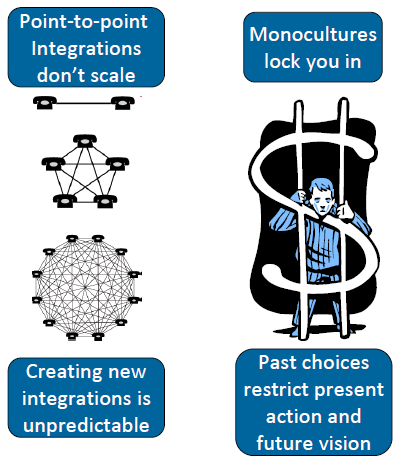 Point-to-point
Integrations
don’t scale
Monocultures
lock you in
Creating new
integrations is
unpredictable
Past choices
restrict present
action and
future vision